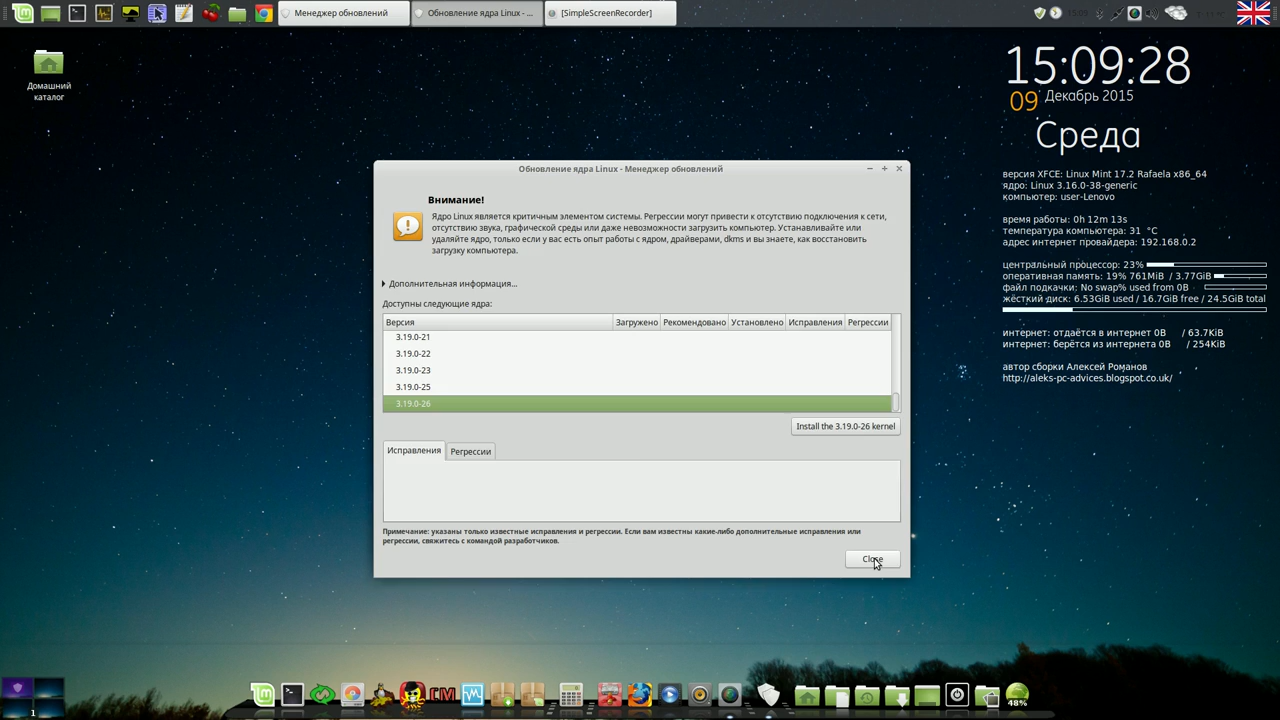 Менеджер обновлений
Обновление ядра Linux - ...
[SimpleScreenRecorder]
Домашний
каталог
15:09:28
09 Декабрь 2015
Среда
версия XFCE: Linux Mint 17.2 Rafaela x86_64
ядро: Linux 3.16.0-38-generic
компьютер: user-Lenovo
время работы: 0h 12m 13s
температура компьютера: 31 °C
адрес интернет провайдера: 192.168.0.2
центральный процессор: 23%
оперативная память: 19% 761MiB / 3.77GiB
файл подкачки: No swap% used from 0B
жёсткий диск: 6.53GiB used / 16.7GiB free / 24.5GiB total
интернет: отдаётся в интернет 0B / 63.7KiB
интернет: берётся из интернета 0B / 254KiB
автор сборки Алексей Романов
http://aleks-pc-advices.blogspot.co.uk/
Обновление ядра Linux - Менеджер обновлений
Внимание!
Ядро Linux является критичным элементом системы. Регрессии могут привести к отсутствию подключения к сети,
отсутствию звука, графической среды или даже невозможности загрузить компьютер. Устанавливайте или
удаляйте ядро, только если у вас есть опыт работы с ядром, драйверами, dkms и вы знаете, как восстановить
загрузку компьютера.
Дополнительная информация...
Доступны следующие ядра:
Версия Загружено Рекомендовано Установлено Исправления Регрессии
3.19.0-21
3.19.0-22
3.19.0-23
3.19.0-25
3.19.0-26
Install the 3.19.0-26 kernel
Исправления Регрессии
Примечание: указаны только известные исправления и регрессии. Если вам известны какие-либо дополнительные исправления или
регрессии, свяжитесь с командой разработчиков.
Close
1
CM
48%